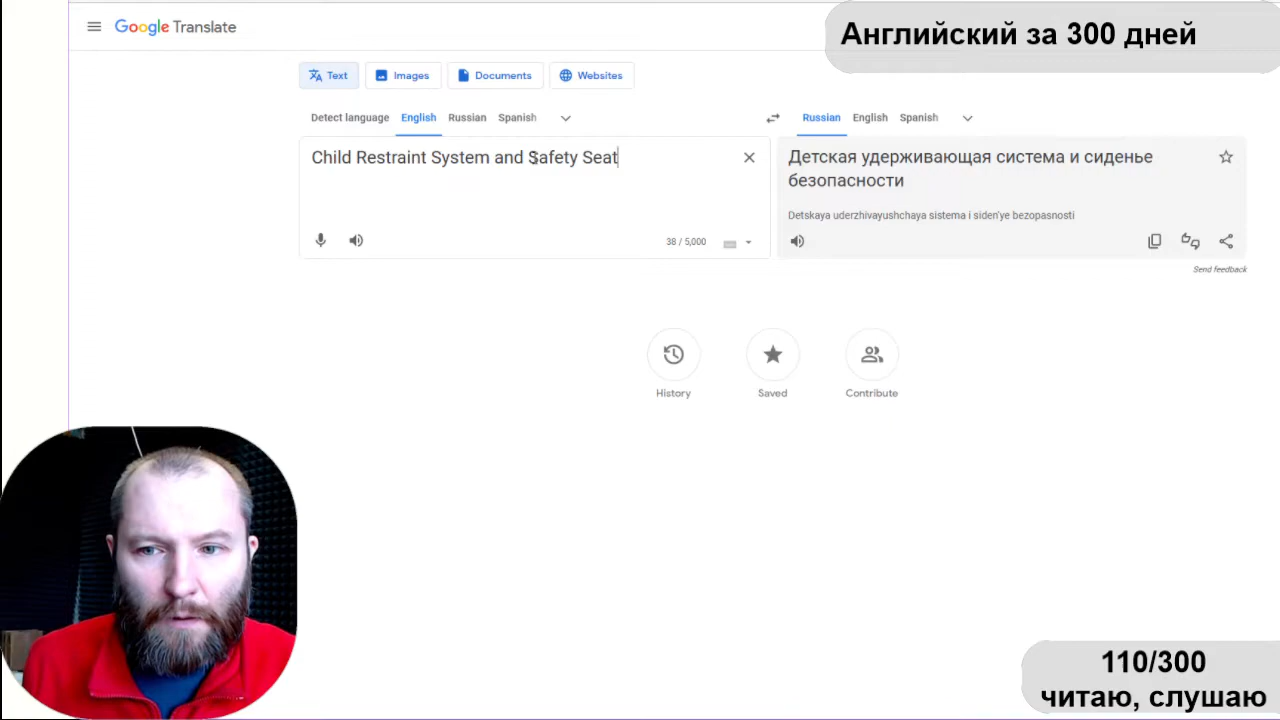 Google Translate
Английский за 300 дней
Text
Images
Documents
Websites
Detect language
English
Russian
Spanish
Russian
English
Spanish
Child Restraint System and Safety Seat
38 / 5,000
Детская удерживающая система и сиденье
безопасности
Detskaya uderzhivayushchaya sistema i siden'ye bezopasnosti
Send feedback
History
Saved
Contribute
110/300
читаю, слушаю